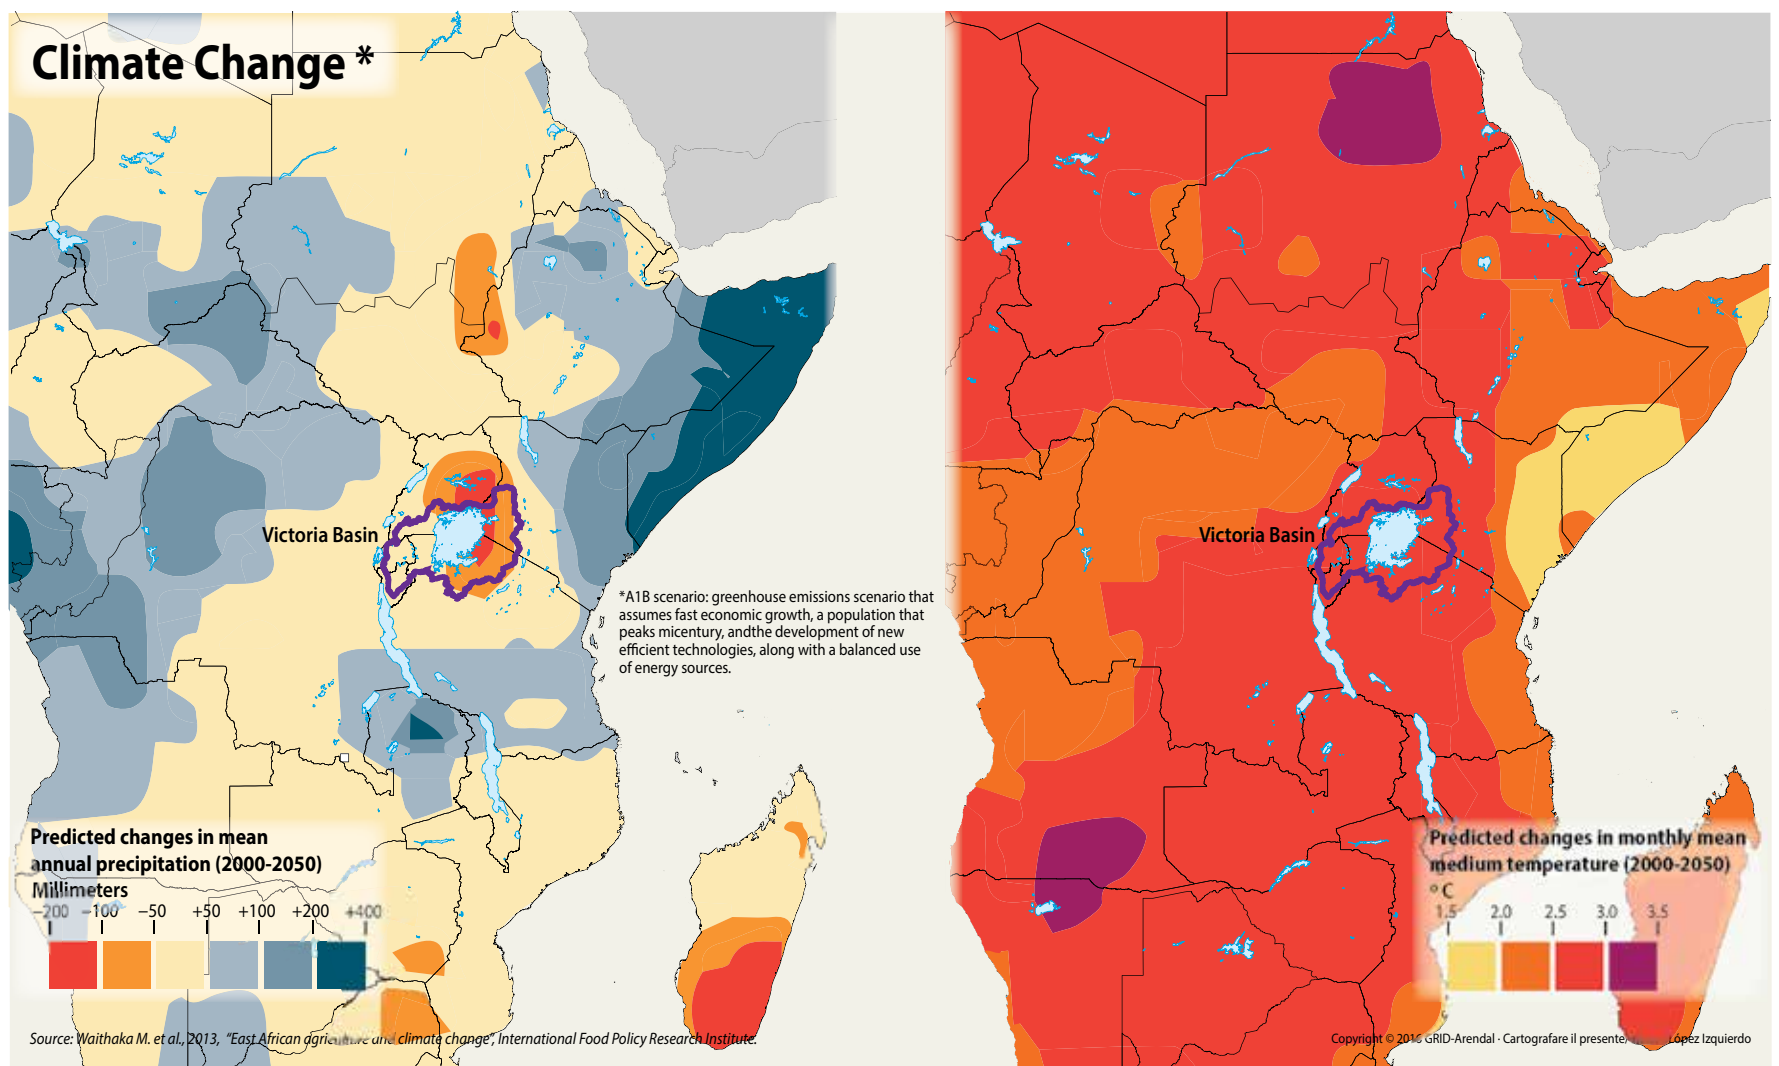 Climate Change *
Victoria Basin
Victoria Basin
*A1B scenario: greenhouse emissions scenario that
assumes fast economic growth, a population that
peaks micentury, andthe development of new
efficient technologies, along with a balanced use
of energy sources.
Predicted changes in mean
annual precipitation (2000-2050)
Millimeters
−200 −100 −50 +50 +100 +200 +400
Predicted changes in monthly mean
medium temperature (2000-2050)
° C
1.5 2.0 2.5 3.0 3.5
Source: Waithaka M. et al., 2013, “East African agriculture and climate change”, International Food Policy Research Institute.
Copyright © 2016 GRID-Arendal · Cartografare il presente/ López Izquierdo